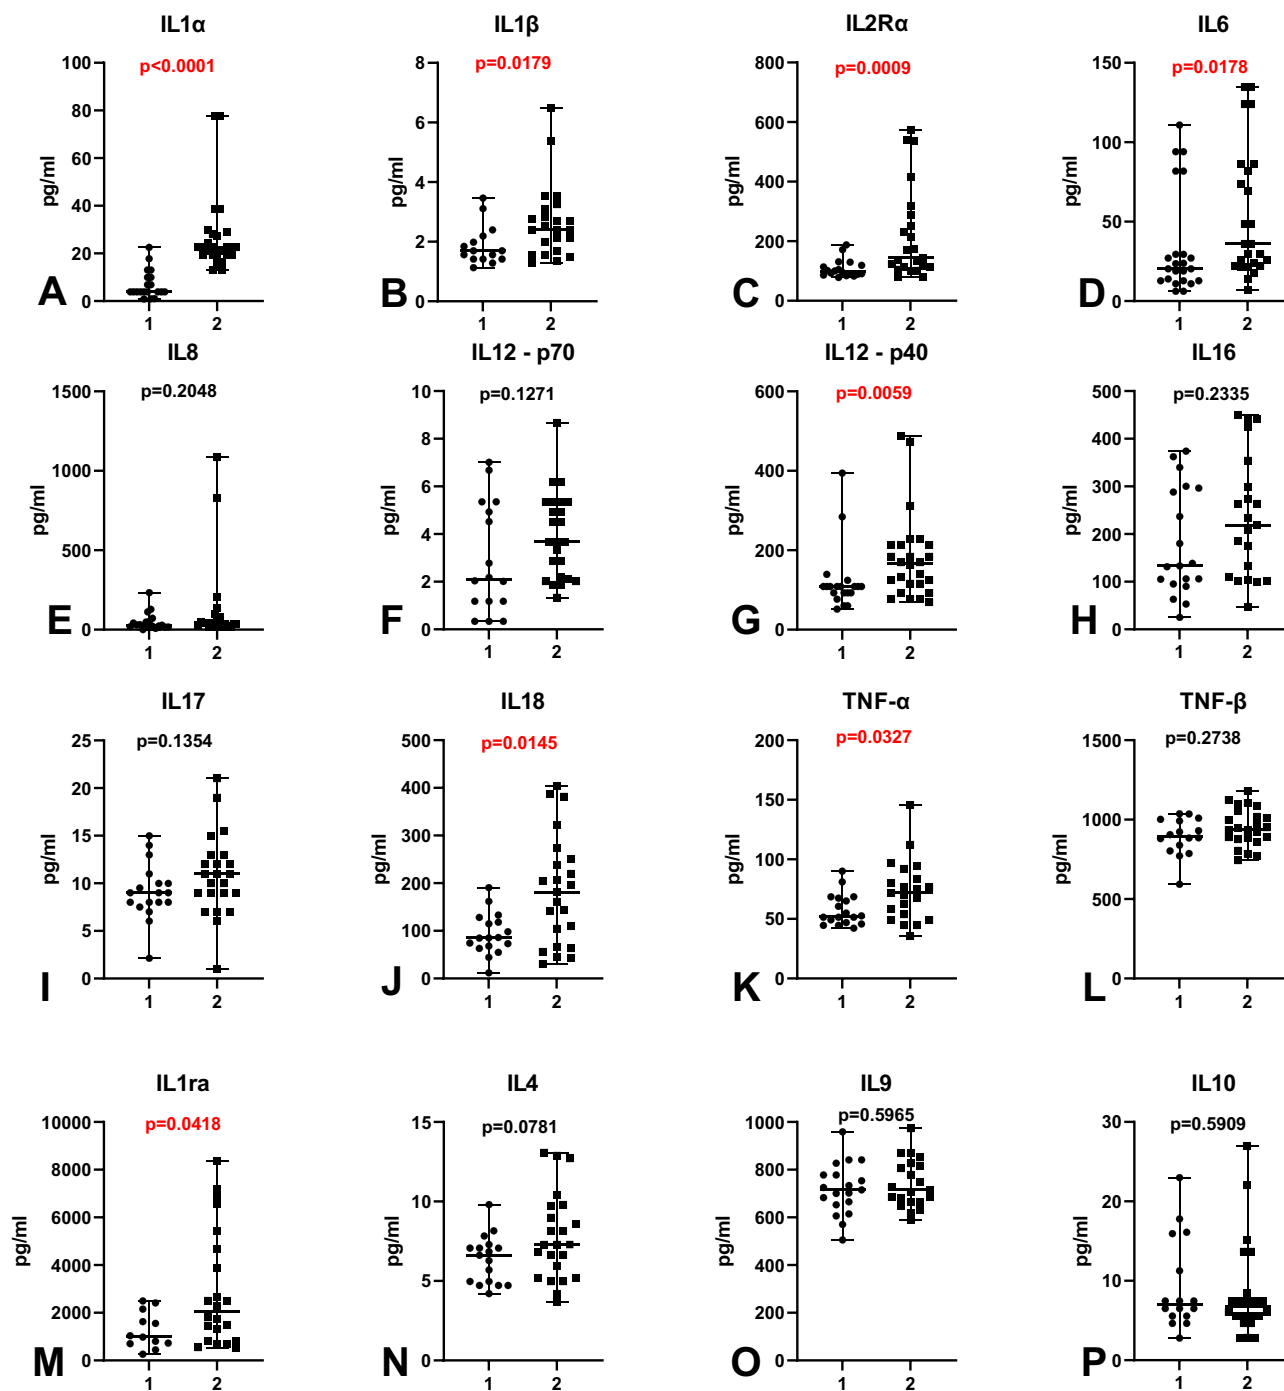 IL1α
p<0.0001
100
80
60
40
20
0
pg/ml
A
1 2
IL1β
p=0.0179
8
6
4
2
0
pg/ml
B
1 2
IL2Rα
p=0.0009
800
600
400
200
0
pg/ml
C
1 2
IL6
p=0.0178
150
100
50
0
pg/ml
D
1 2
IL8
p=0.2048
1500
1000
500
0
pg/ml
E
1 2
IL12 - p70
p=0.1271
10
8
6
4
2
0
pg/ml
F
1 2
IL12 - p40
p=0.0059
600
400
200
0
pg/ml
G
1 2
IL16
p=0.2335
500
400
300
200
100
0
pg/ml
H
1 2
IL17
p=0.1354
25
20
15
10
5
0
pg/ml
I
1 2
IL18
p=0.0145
500
400
300
200
100
0
pg/ml
J
1 2
TNF-α
p=0.0327
200
150
100
50
0
pg/ml
K
1 2
TNF-β
p=0.2738
1500
1000
500
0
pg/ml
L
1 2
IL1ra
p=0.0418
10000
8000
6000
4000
2000
0
pg/ml
M
1 2
IL4
p=0.0781
15
10
5
0
pg/ml
N
1 2
IL9
p=0.5965
1000
800
600
400
200
0
pg/ml
O
1 2
IL10
p=0.5909
30
20
10
0
pg/ml
P
1 2